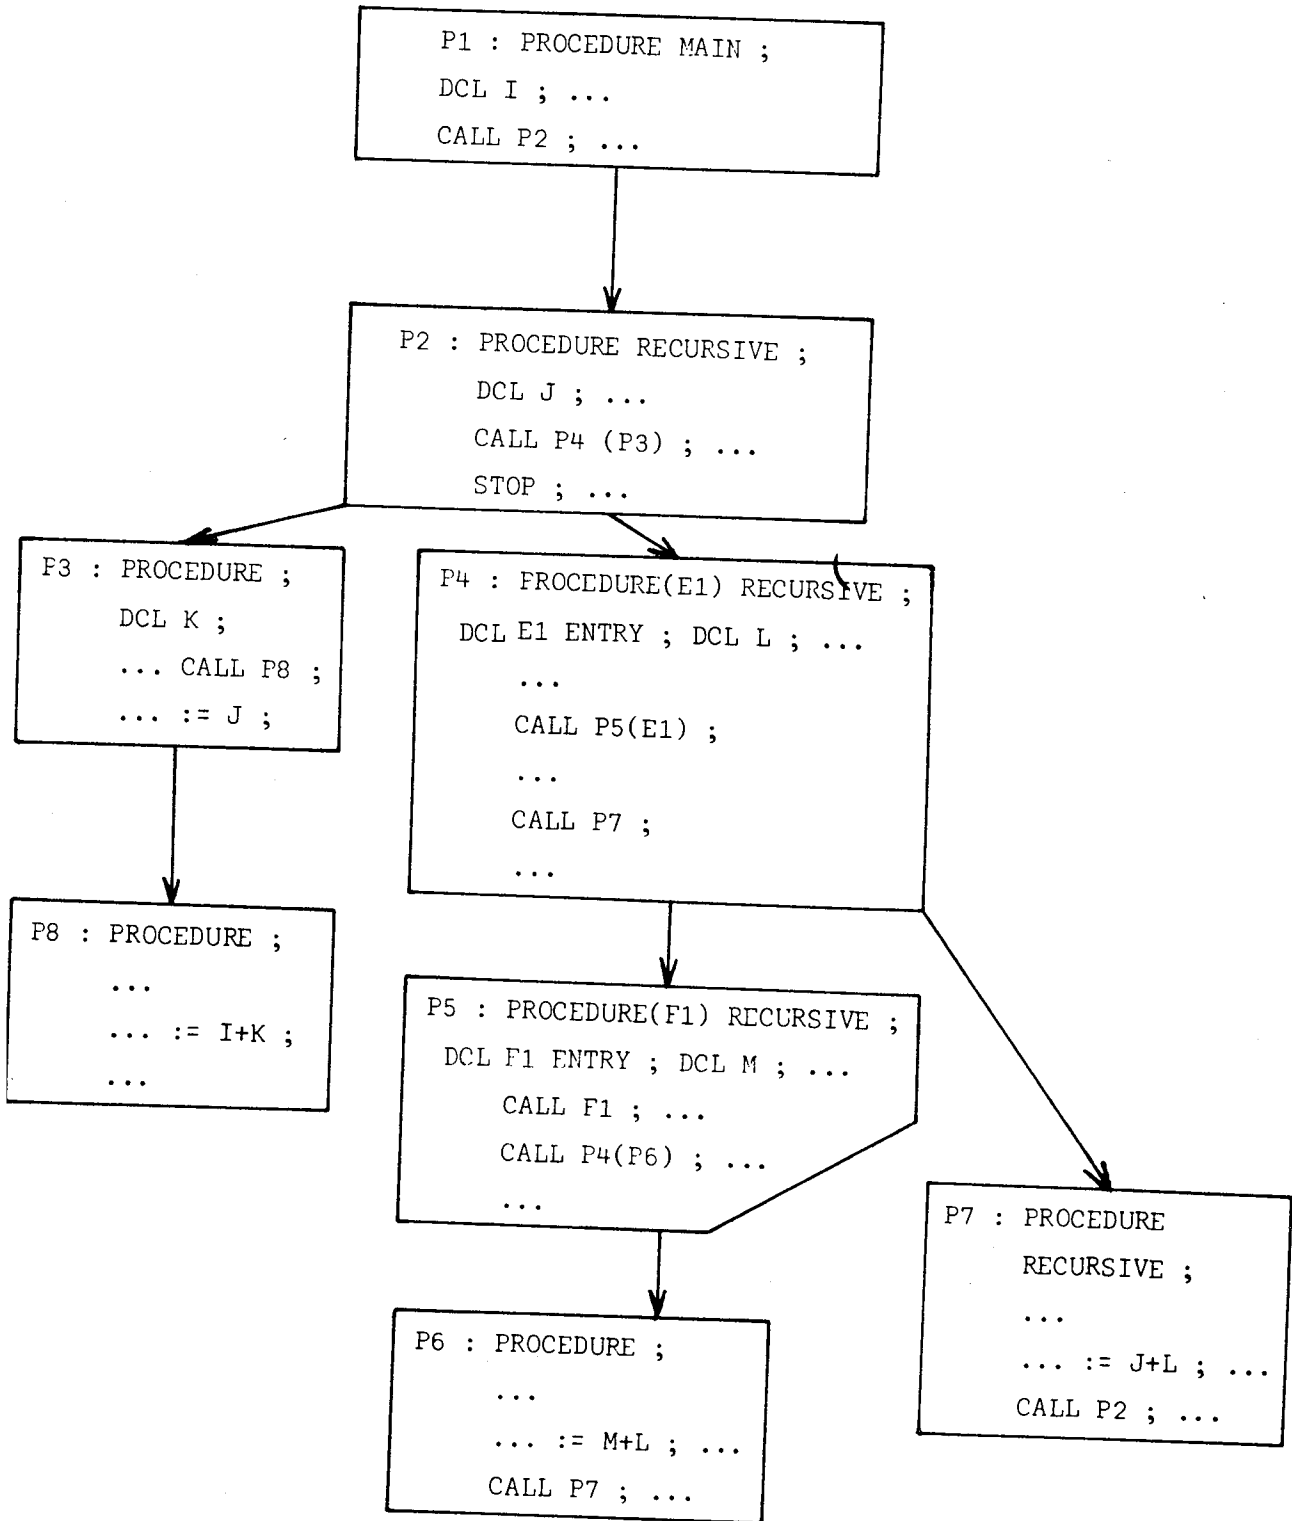 P1 : PROCEDURE MAIN ;
DCL I ; ...
CALL P2 ; ...
P2 : PROCEDURE RECURSIVE ;
DCL J ; ...
CALL P4 (P3) ; ...
STOP ; ...
P3 : PROCEDURE ;
DCL K ;
... CALL P8 ;
... := J ;
P4 : PROCEDURE(E1) RECURSIVE ;
DCL E1 ENTRY ; DCL L ; ...
...
CALL P5(E1) ;
...
CALL P7 ;
...
P8 : PROCEDURE ;
...
... := I+K ;
...
P5 : PROCEDURE(F1) RECURSIVE ;
DCL F1 ENTRY ; DCL M ; ...
CALL F1 ; ...
CALL P4(P6) ; ...
...
P7 : PROCEDURE
RECURSIVE ;
...
... := J+L ; ...
CALL P2 ; ...
P6 : PROCEDURE ;
...
... := M+L ; ...
CALL P7 ; ...